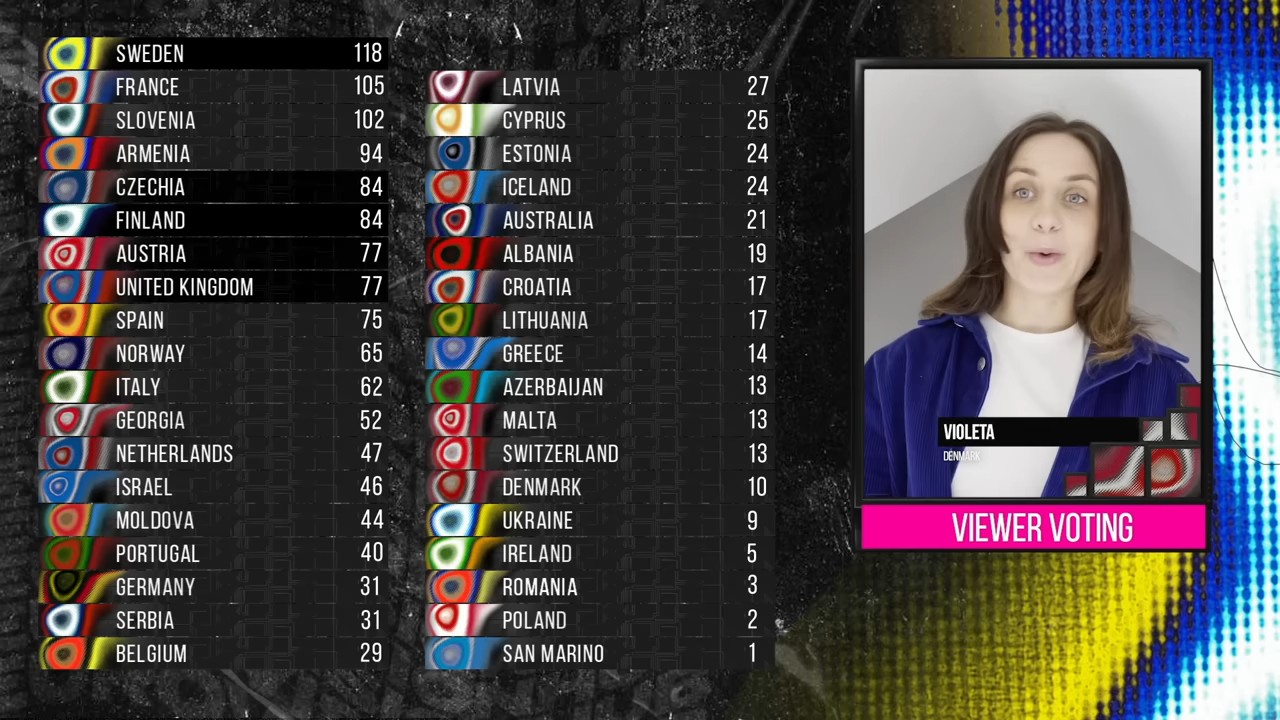 SWEDEN 118
FRANCE 105
SLOVENIA 102
ARMENIA 94
CZECHIA 84
FINLAND 84
AUSTRIA 77
UNITED KINGDOM 77
SPAIN 75
NORWAY 65
ITALY 62
GEORGIA 52
NETHERLANDS 47
ISRAEL 46
MOLDOVA 44
PORTUGAL 40
GERMANY 31
SERBIA 31
BELGIUM 29
LATVIA 27
CYPRUS 25
ESTONIA 24
ICELAND 24
AUSTRALIA 21
ALBANIA 19
CROATIA 17
LITHUANIA 17
GREECE 14
AZERBAIJAN 13
MALTA 13
SWITZERLAND 13
DENMARK 10
UKRAINE 9
IRELAND 5
ROMANIA 3
POLAND 2
SAN MARINO 1
VIOLETA
DENMARK
VIEWER VOTING